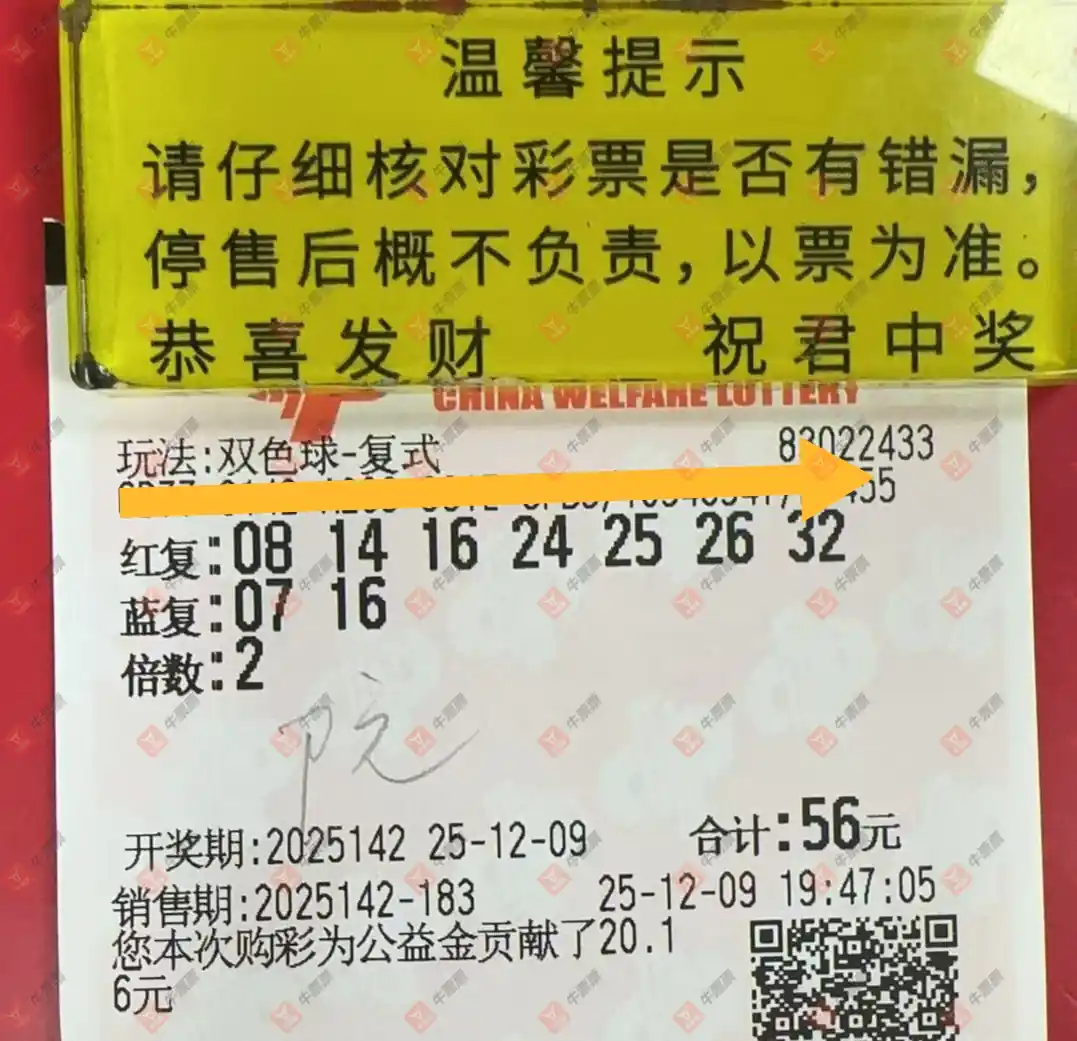 温馨提示
请仔细核对彩票是否有错漏，
停售后概不负责，以票为准。
恭喜发财 祝君中奖
CHINA WELFARE LOTTERY
玩法:双色球-复式 83022433
55
红复:08 14 16 24 25 26 32
蓝复:07 16
倍数:2
院
开奖期:2025142 25-12-09 合计:56元
销售期:2025142-183 25-12-09 19:47:05
您本次购彩为公益金贡献了20.1
6元
牛票票